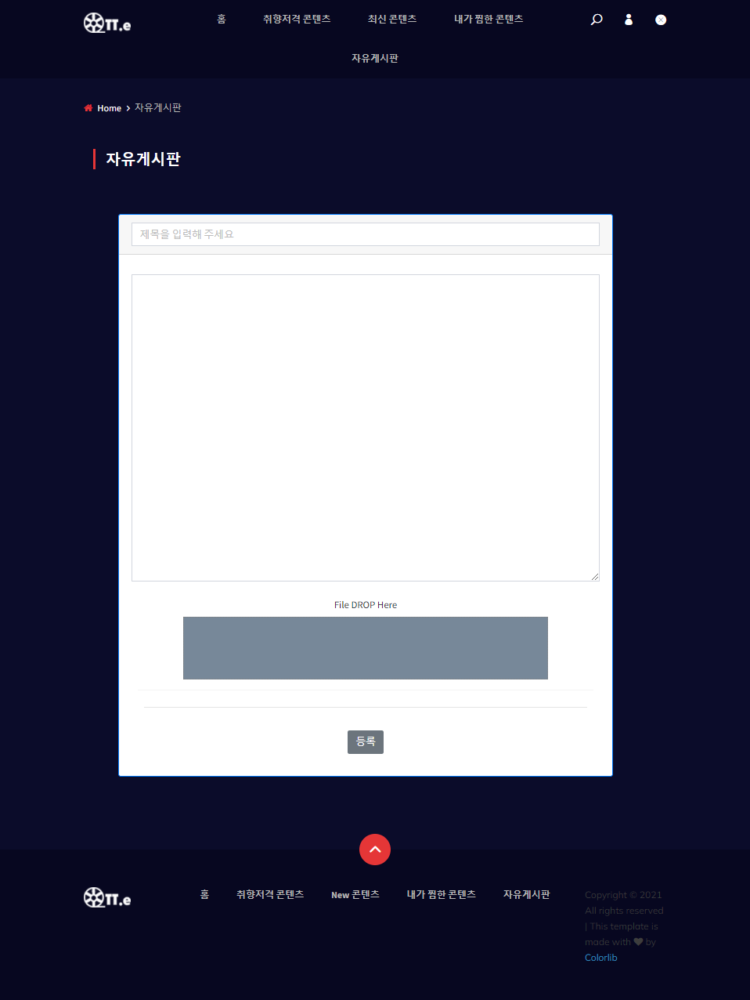 TT.e
홈 취향저격 콘텐츠 최신 콘텐츠 내가 찜한 콘텐츠
자유게시판
Home 자유게시판
자유게시판
제목을 입력해 주세요
File DROP Here
등록
TT.e
홈 취향저격 콘텐츠 New 콘텐츠 내가 찜한 콘텐츠 자유게시판
Copyright © 2021
All rights reserved
| This template is
made with ♥ by
Colorlib